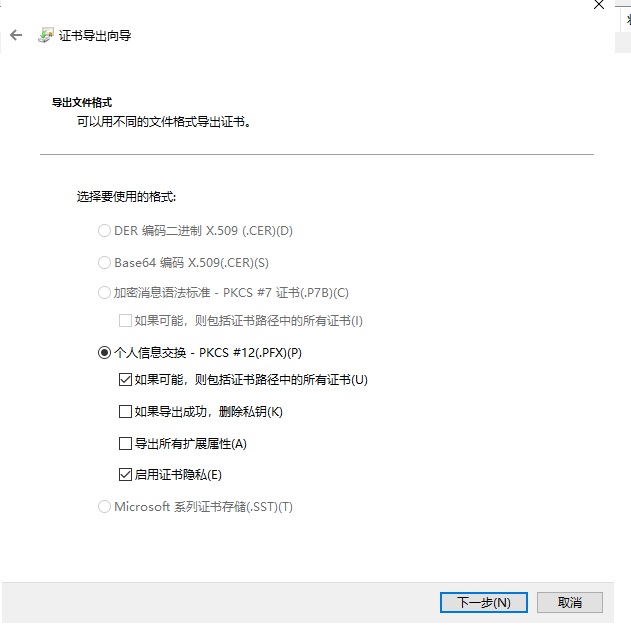 证书导出向导
导出文件格式
可以用不同的文件格式导出证书。
选择要使用的格式:
DER 编码二进制 X.509 (.CER)(D)
Base64 编码 X.509(.CER)(S)
加密消息语法标准 - PKCS #7 证书(.P7B)(C)
如果可能，则包括证书路径中的所有证书(I)
个人信息交换 - PKCS #12(.PFX)(P)
如果可能，则包括证书路径中的所有证书(U)
如果导出成功，删除私钥(K)
导出所有扩展属性(A)
启用证书隐私(E)
Microsoft 系列证书存储(.SST)(T)
下一步(N)
取消